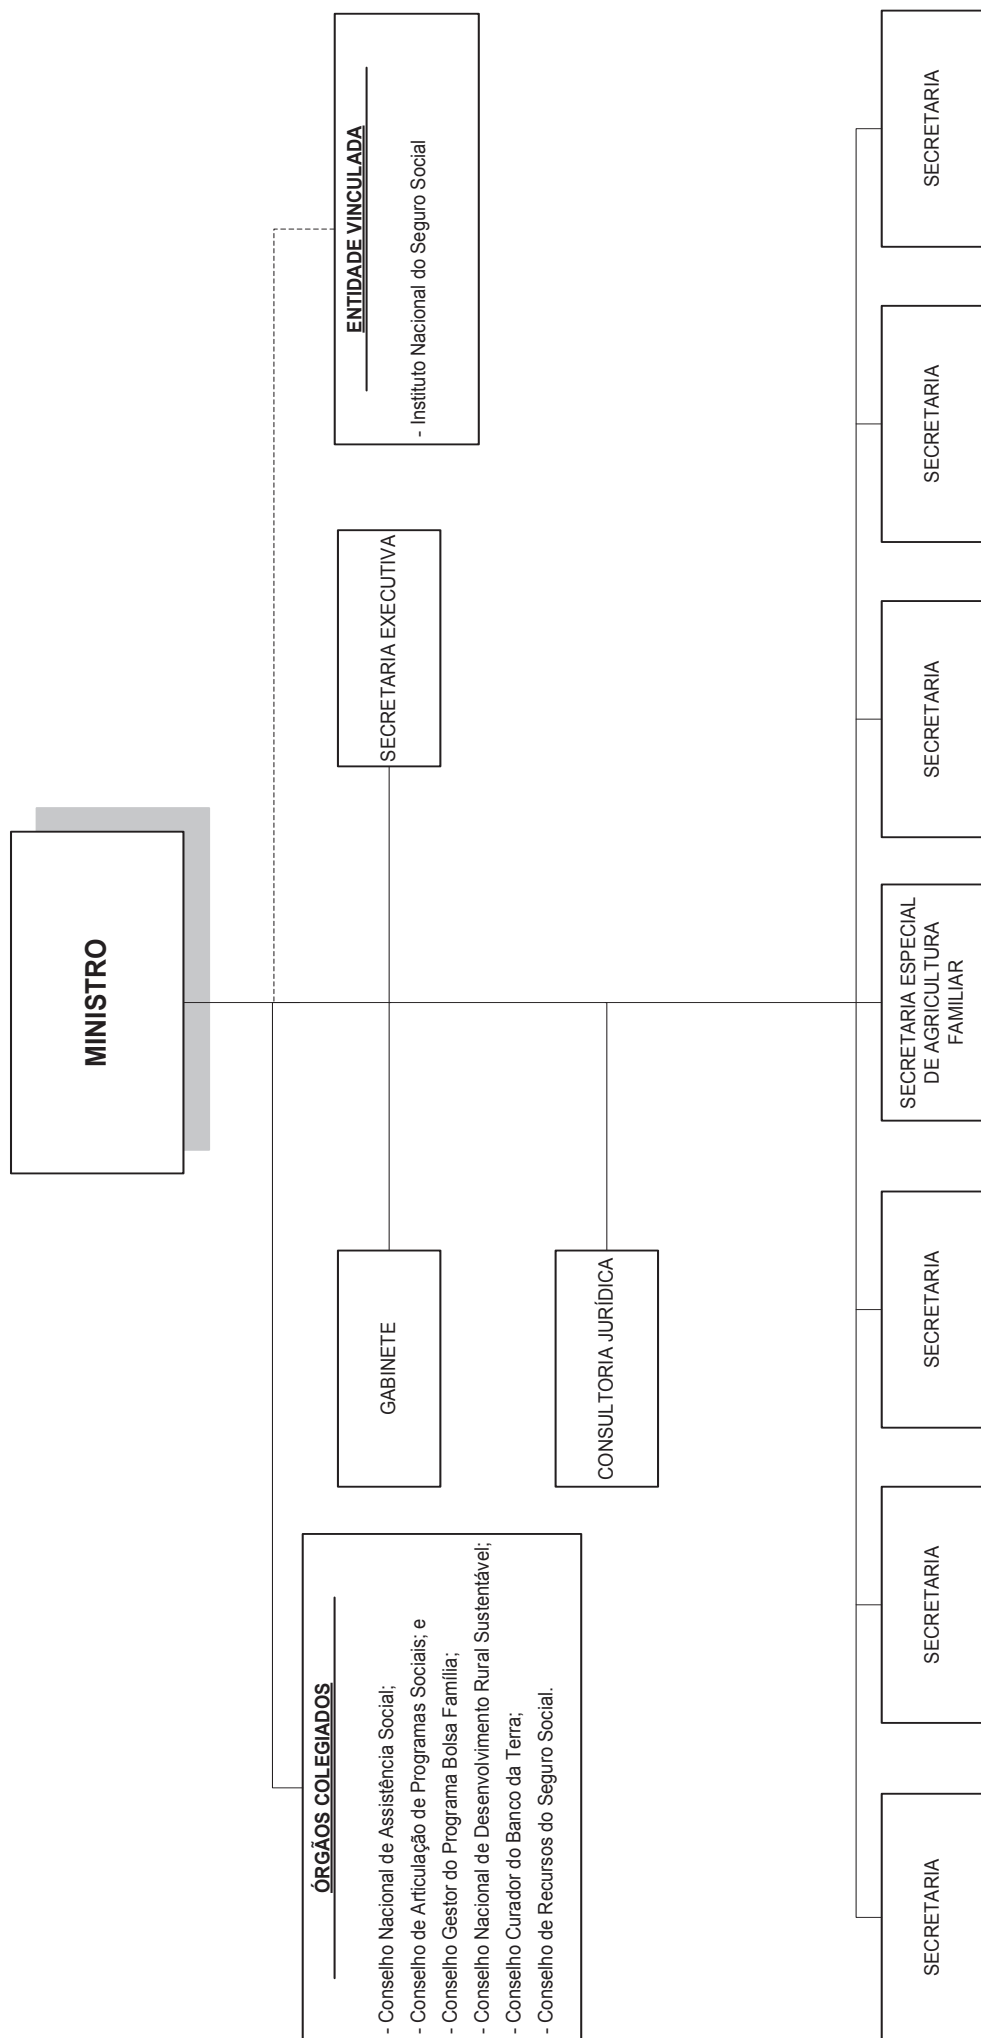 MINISTRO
ÓRGÃOS COLEGIADOS
- Conselho Nacional de Assistência Social;
- Conselho de Articulação de Programas Sociais; e
- Conselho Gestor do Programa Bolsa Família;
- Conselho Nacional de Desenvolvimento Rural Sustentável;
- Conselho Curador do Banco da Terra;
- Conselho de Recursos do Seguro Social.
ENTIDADE VINCULADA
- Instituto Nacional do Seguro Social
GABINETE
SECRETARIA EXECUTIVA
CONSULTORIA JURÍDICA
SECRETARIA
SECRETARIA
SECRETARIA
SECRETARIA ESPECIAL
DE AGRICULTURA
FAMILIAR
SECRETARIA
SECRETARIA
SECRETARIA